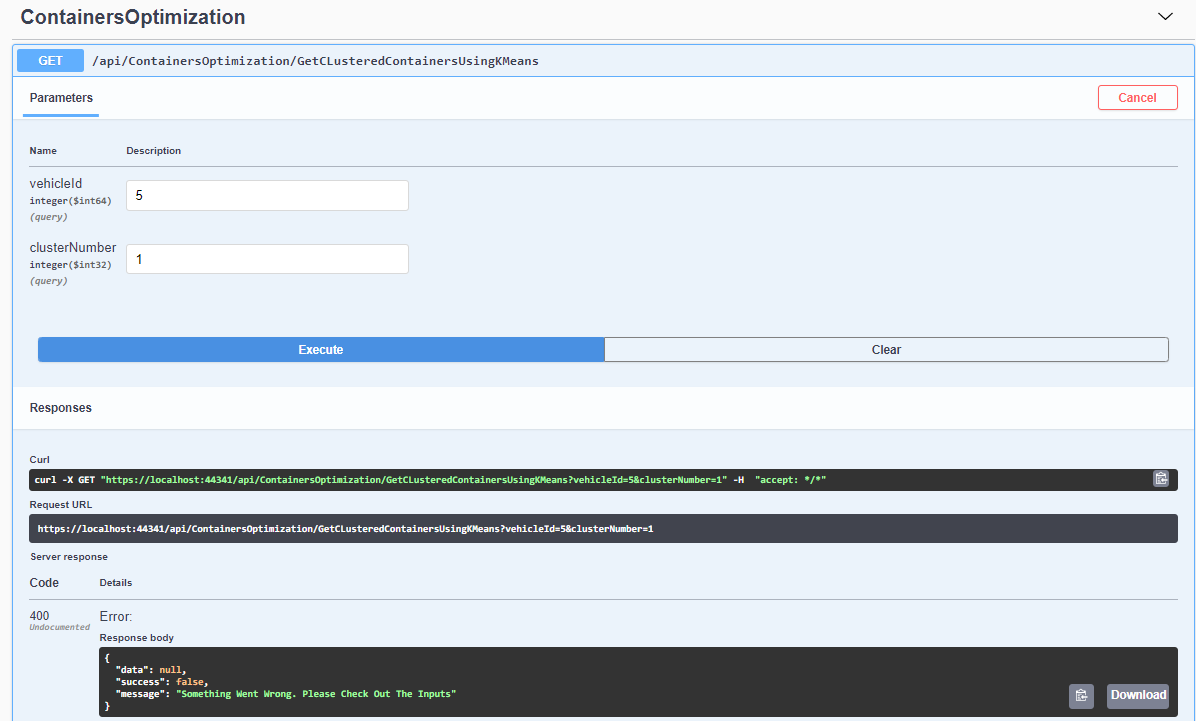 ContainersOptimization
GET /api/ContainersOptimization/GetCLusteredContainersUsingKMeans
Parameters
Cancel
Name Description
vehicleId
integer($int64)
(query)
5
clusterNumber
integer($int32)
(query)
1
Execute Clear
Responses
Curl
curl -X GET "https://localhost:44341/api/ContainersOptimization/GetCLusteredContainersUsingKMeans?vehicleId=5&clusterNumber=1" -H  "accept: */*"
Request URL
https://localhost:44341/api/ContainersOptimization/GetCLusteredContainersUsingKMeans?vehicleId=5&clusterNumber=1
Server response
Code Details
400 Error:
Undocumented
Response body
{
  "data": null,
  "success": false,
  "message": "Something Went Wrong. Please Check Out The Inputs"
}
Download